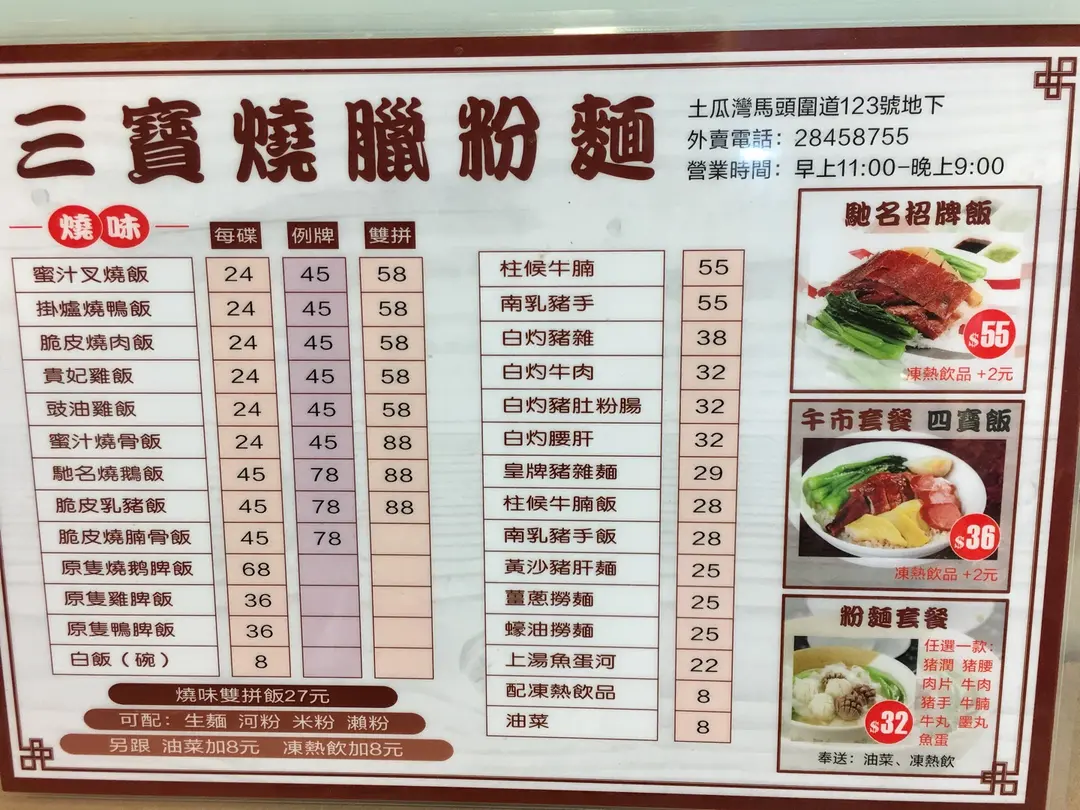 三寶燒臘粉麵
土瓜灣馬頭圍道123號地下
外賣電話：28458755
營業時間：早上11:00-晚上9:00
燒味 每碟 例牌 雙拼
蜜汁叉燒飯 24 45 58
掛爐燒鴨飯 24 45 58
脆皮燒肉飯 24 45 58
貴妃雞飯 24 45 58
豉油雞飯 24 45 58
蜜汁燒骨飯 24 45 88
馳名燒鵝飯 45 78 88
脆皮乳豬飯 45 78 88
脆皮燒腩骨飯 45 78
原隻燒鹅脾飯 68
原隻雞脾飯 36
原隻鴨脾飯 36
白飯（碗） 8
燒味雙拼飯27元
可配：生麵 河粉 米粉 瀨粉
另跟 油菜加8元 凍熱飲加8元
柱候牛腩 55
南乳豬手 55
白灼豬雜 38
白灼牛肉 32
白灼豬肚粉腸 32
白灼腰肝 32
皇牌豬雜麵 29
柱候牛腩飯 28
南乳豬手飯 28
黃沙豬肝麵 25
薑蔥撈麵 25
蠔油撈麵 25
上湯魚蛋河 22
配凍熱飲品 8
油菜 8
馳名招牌飯
$55
凍熱飲品 +2元
午市套餐 四寶飯
$36
凍熱飲品 +2元
粉麵套餐
任選一款：
猪潤 猪腰
肉片 牛肉
猪手 牛腩
牛丸 墨丸
魚蛋
$32
奉送：油菜、凍熱飲